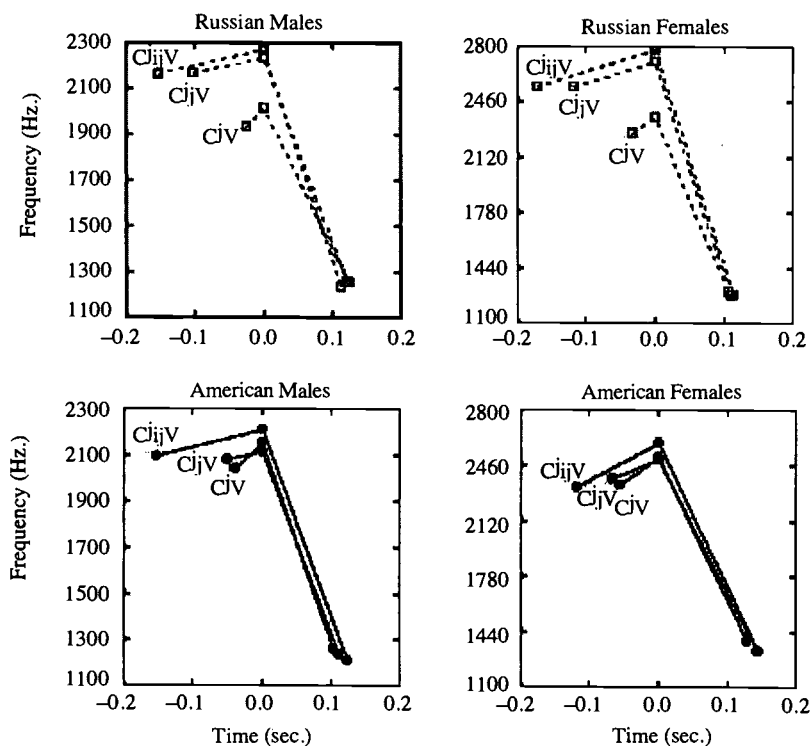 Russian Males
Frequency (Hz.)
2300
2100
1900
1700
1500
1300
1100
CʲijV
CʲjV
CʲV
–0.2
–0.1
0.0
0.1
0.2
Russian Females
2800
2460
2120
1780
1440
1100
CʲijV
CʲjV
CʲV
–0.2
–0.1
0.0
0.1
0.2
American Males
Frequency (Hz.)
2300
2100
1900
1700
1500
1300
1100
CʲijV
CʲjV
CʲV
–0.2
–0.1
0.0
0.1
0.2
Time (sec.)
American Females
2800
2460
2120
1780
1440
1100
CʲijV
CʲjV
CʲV
–0.2
–0.1
0.0
0.1
0.2
Time (sec.)